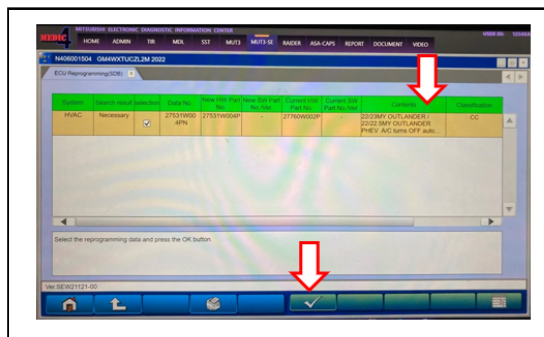 MITSUBISHI ELECTRONIC DIAGNOSTIC INFORMATION CENTER
MEDIC 4
HOME ADMIN TIR MDL SST MUT3 MUT3-SE RAIDER ASA-CAPS REPORT DOCUMENT VIDEO
N406001504 GM4WXTUCZL2M 2022
ECU Reprogramming(SDB)
System Search result selection Data No. New HW Part No. New SW Part No./Ver. Current HW Part No. Current SW Part No./Ver. Contents Classification
HVAC Necessary 27531W004PN 27531W004P - 27760W002P - 22/23MY OUTLANDER / 22/22.5MY OUTLANDER PHEV A/C turns OFF auto... CC
Select the reprogramming data and press the OK button.
Ver.SEW21121-00